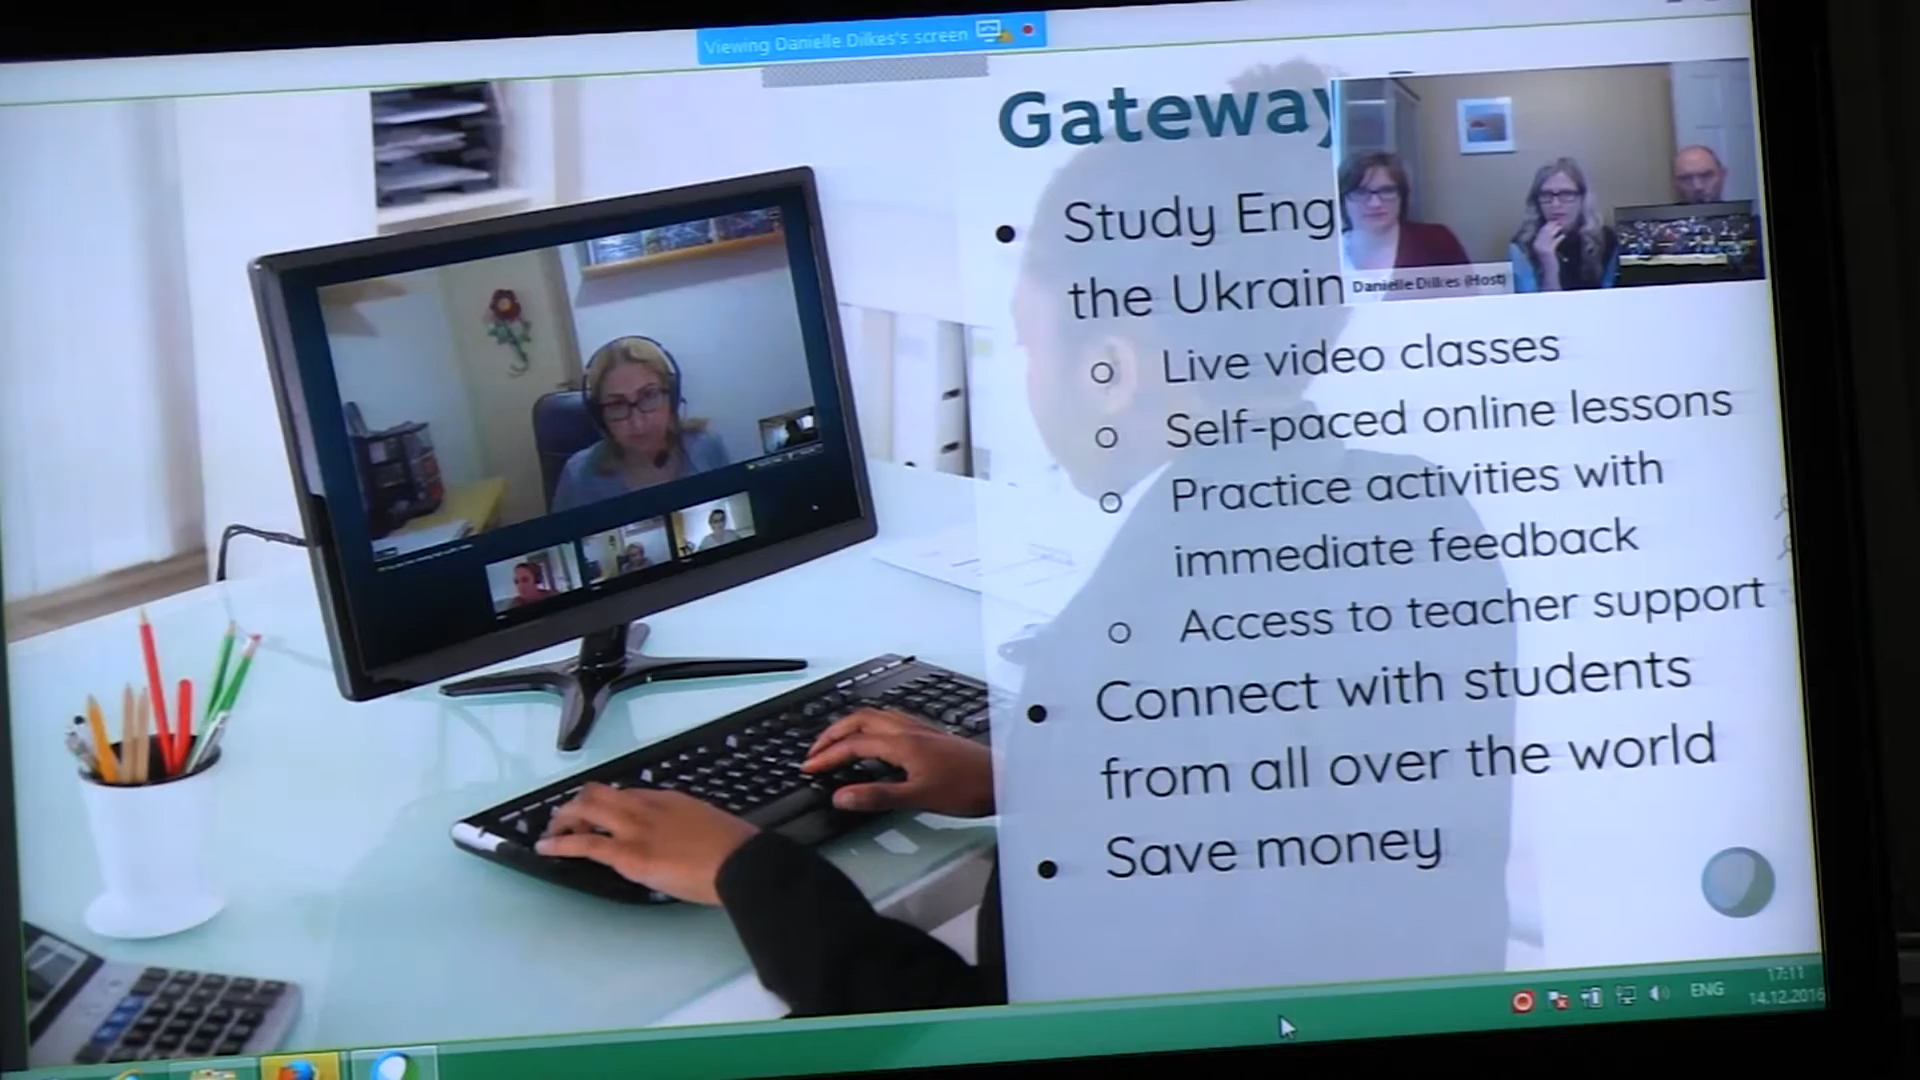 Viewing Danielle Dilkes's screen
Gateway
Danielle Dilkes (Host)
Study Eng
the Ukrain
Live video classes
Self-paced online lessons
Practice activities with
immediate feedback
Access to teacher support
Connect with students
from all over the world
Save money
ENG
17:11
14.12.2016